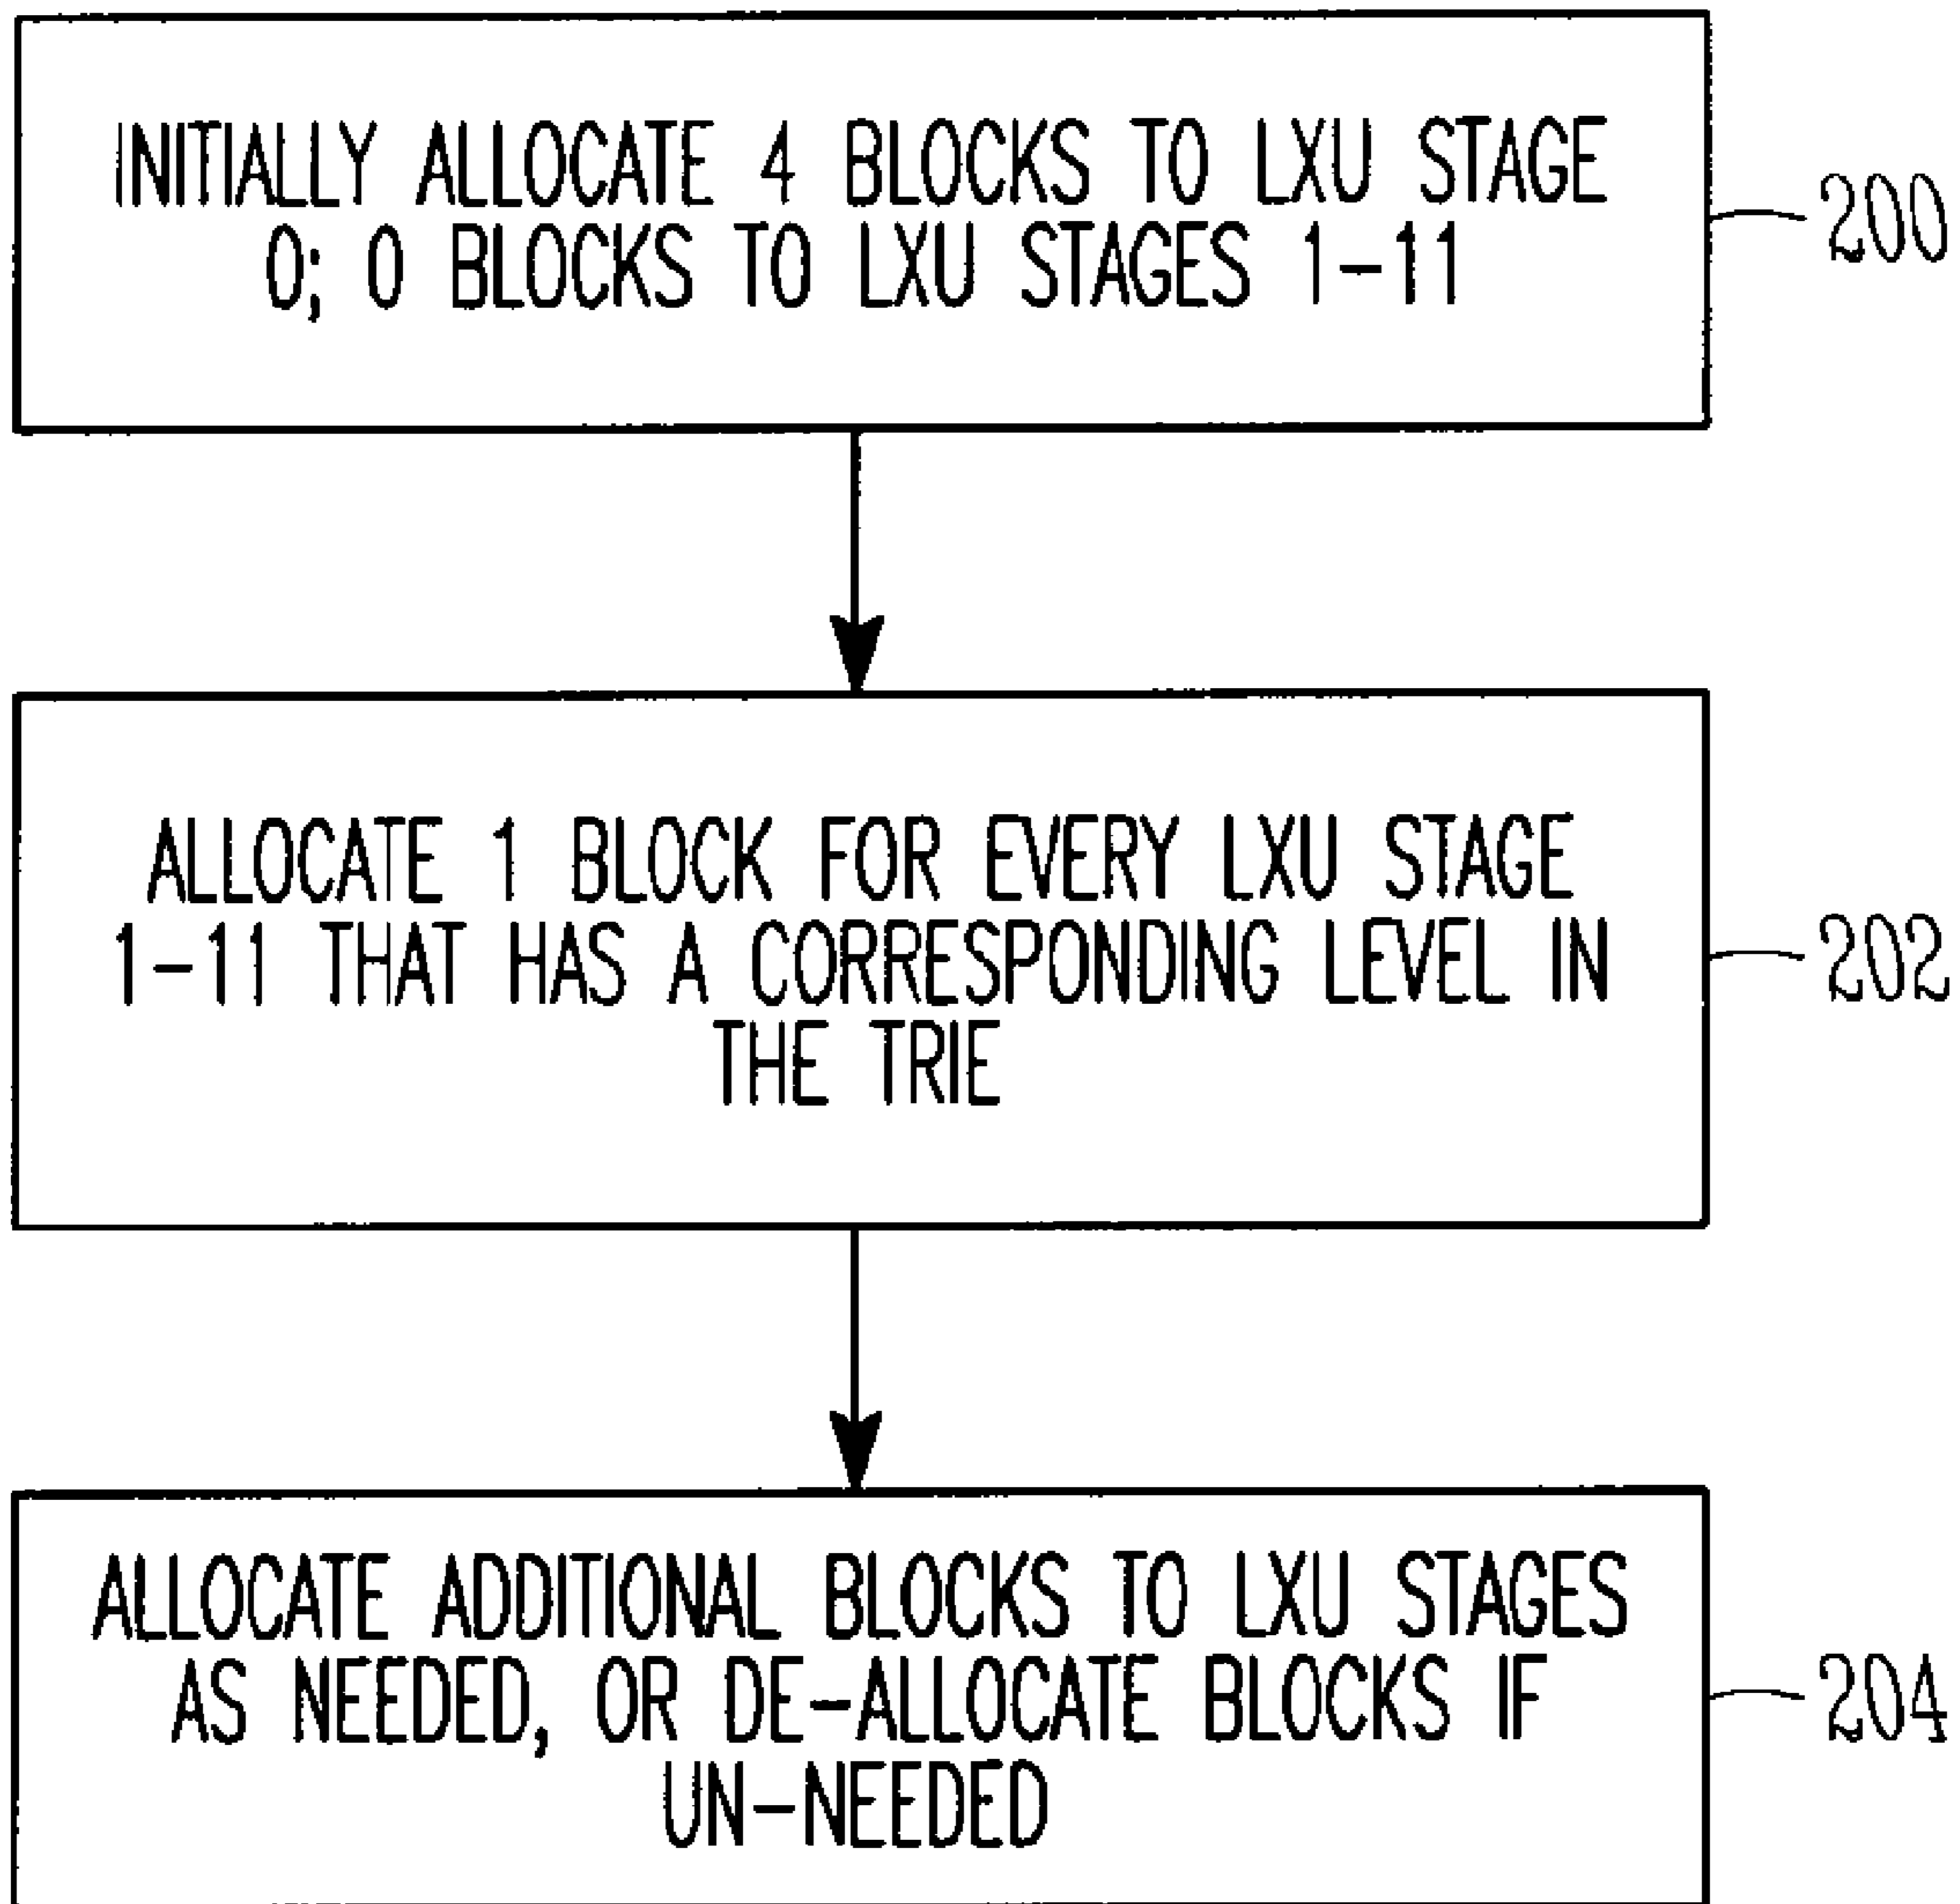 INITIALLY ALLOCATE 4 BLOCKS TO LXU STAGE
0; 0 BLOCKS TO LXU STAGES 1-11
200
ALLOCATE 1 BLOCK FOR EVERY LXU STAGE
1-11 THAT HAS A CORRESPONDING LEVEL IN
THE TRIE
202
ALLOCATE ADDITIONAL BLOCKS TO LXU STAGES
AS NEEDED, OR DE-ALLOCATE BLOCKS IF
UN-NEEDED
204